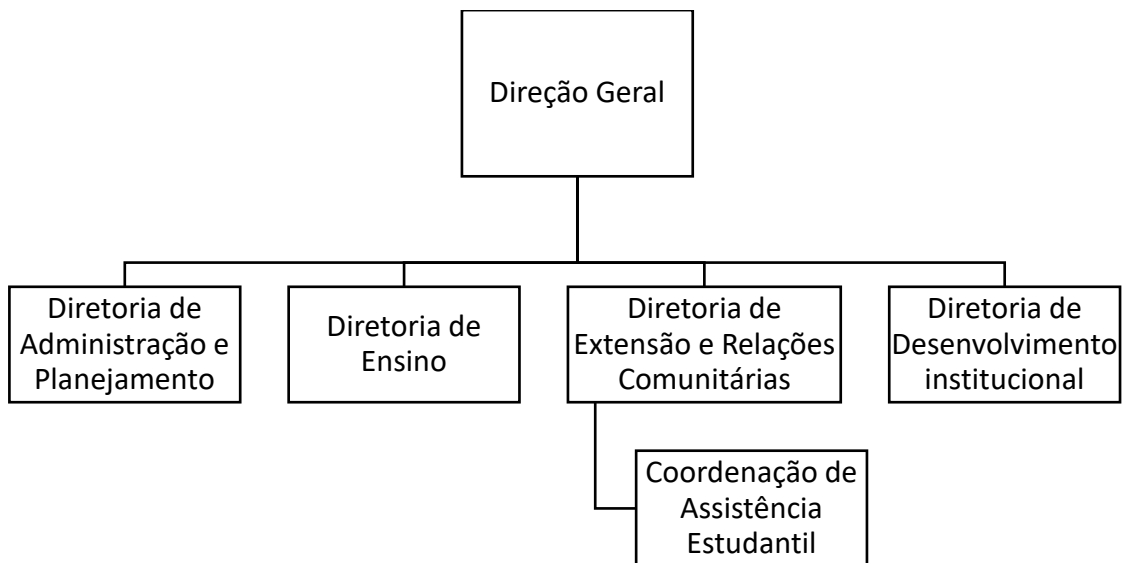 Direção Geral
Diretoria de
Administração e
Planejamento
Diretoria de
Ensino
Diretoria de
Extensão e Relações
Comunitárias
Diretoria de
Desenvolvimento
institucional
Coordenação de
Assistência
Estudantil